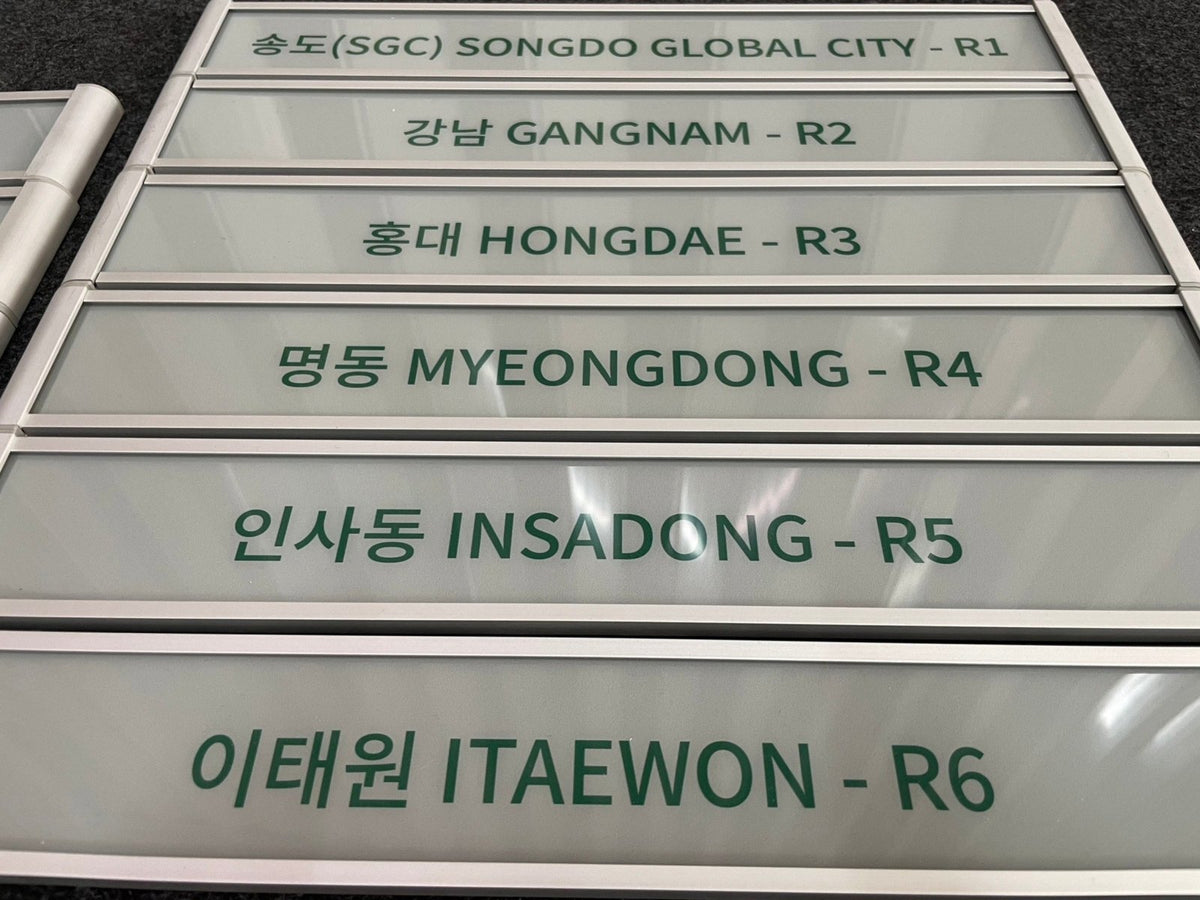 송도(SGC) SONGDO GLOBAL CITY - R1
강남 GANGNAM - R2
홍대 HONGDAE - R3
명동 MYEONGDONG - R4
인사동 INSADONG - R5
이태원 ITAEWON - R6